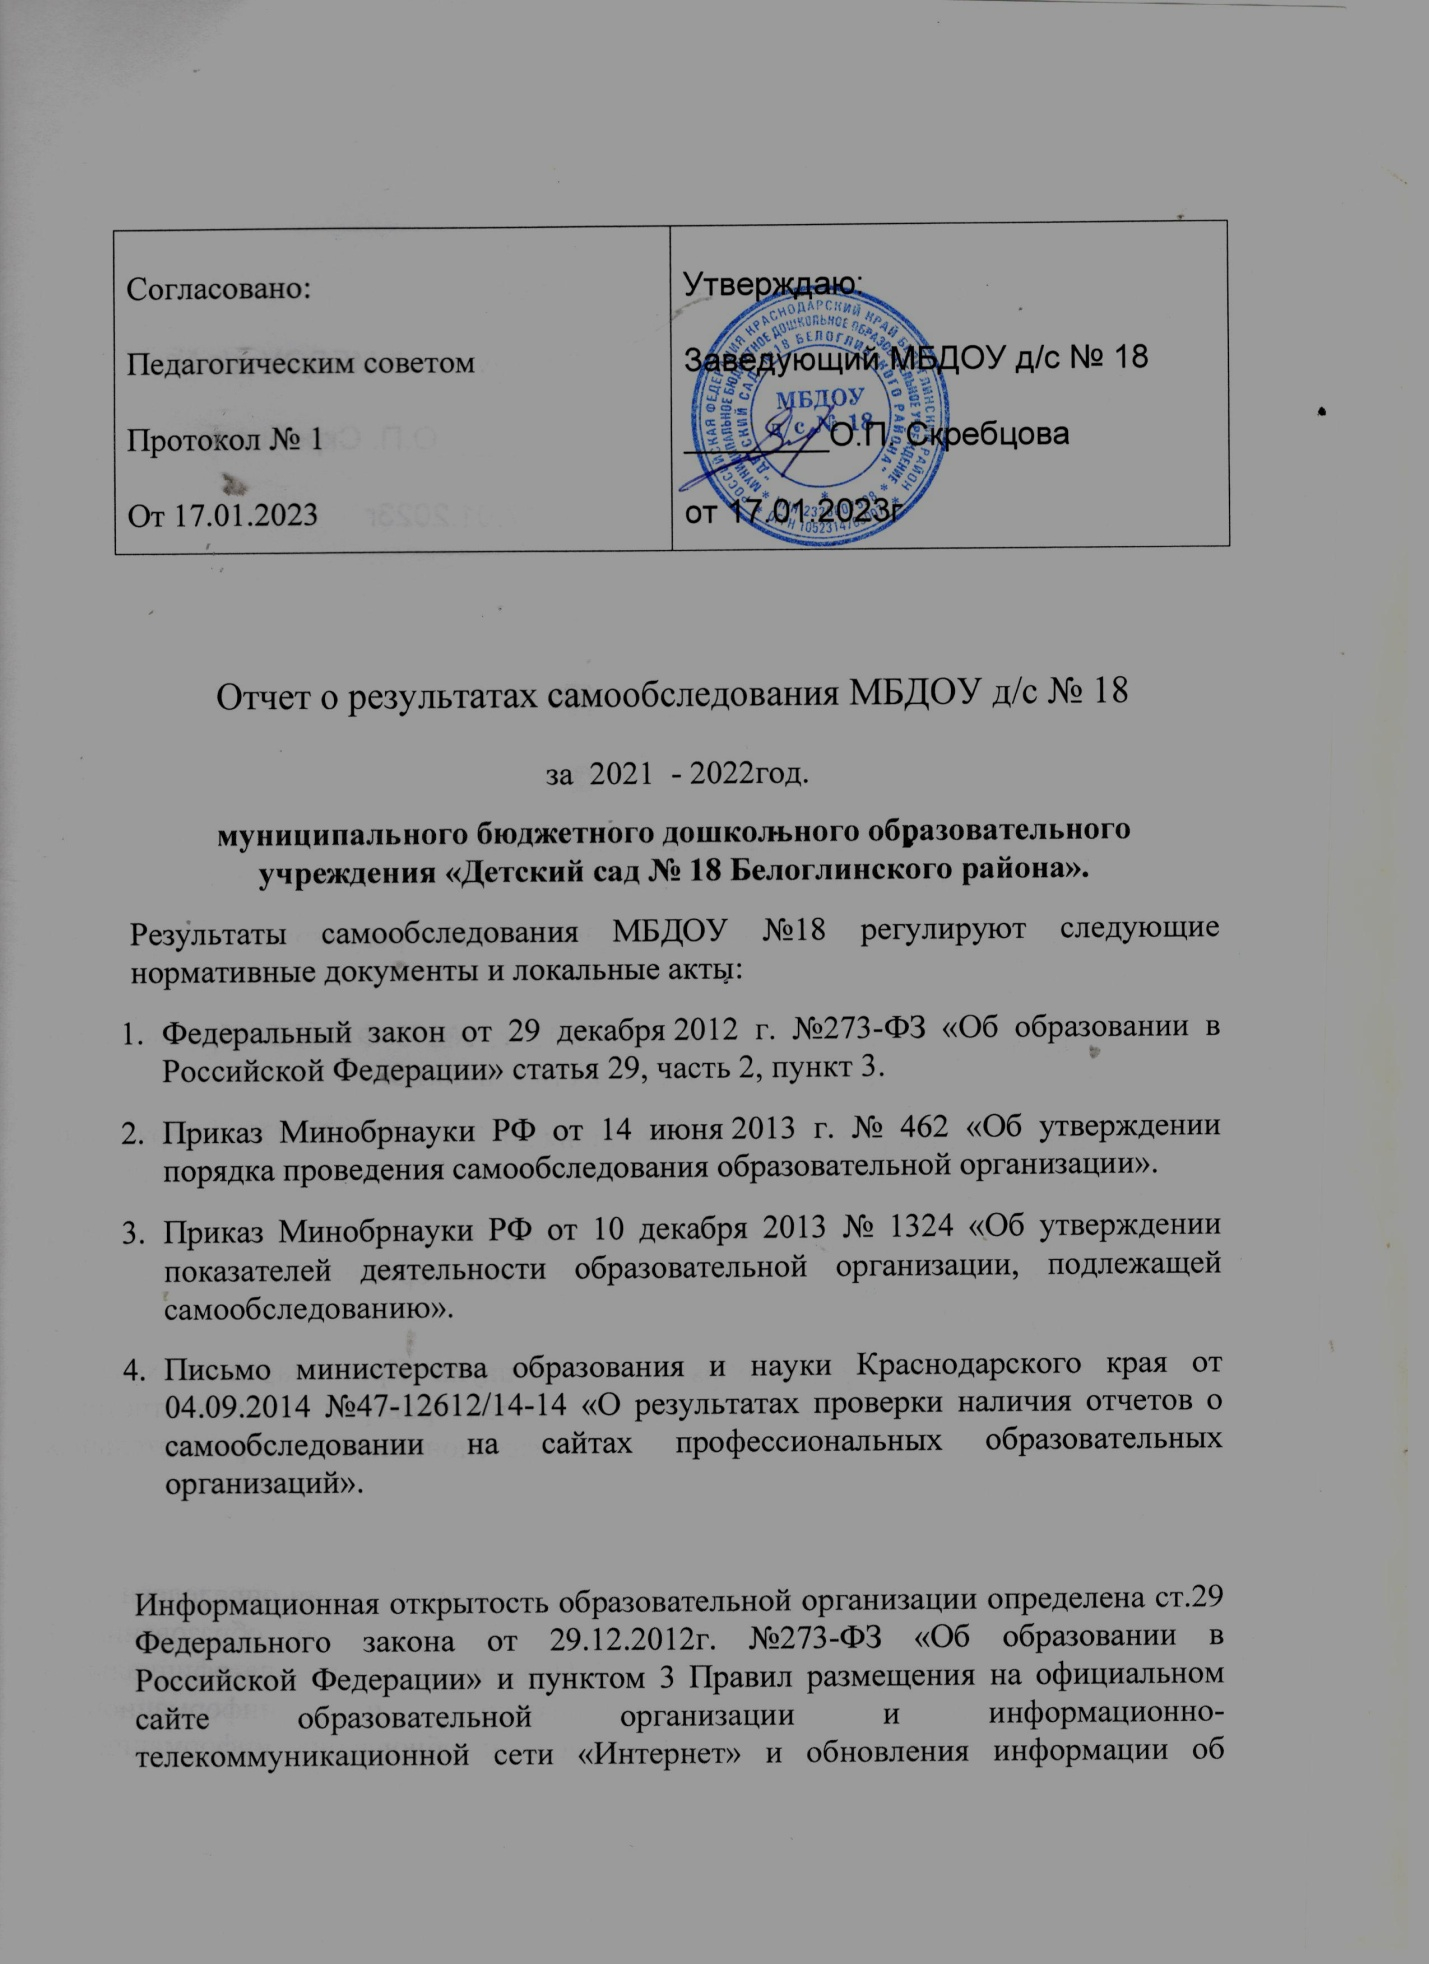 Согласовано:
Педагогическим советом
Протокол № 1
От 17.01.2023
Утверждаю:
Заведующий МБДОУ д/с № 18
________О.П. Скребцова
от 17.01.2023г
МБДОУ
д/с № 18
Отчет о результатах самообследования МБДОУ д/с № 18
за 2021 - 2022год.
муниципального бюджетного дошкольного образовательного
учреждения «Детский сад № 18 Белоглинского района».
Результаты самообследования МБДОУ №18 регулируют следующие
нормативные документы и локальные акты:
1. Федеральный закон от 29 декабря 2012 г. №273-ФЗ «Об образовании в
Российской Федерации» статья 29, часть 2, пункт 3.
2. Приказ Минобрнауки РФ от 14 июня 2013 г. № 462 «Об утверждении
порядка проведения самообследования образовательной организации».
3. Приказ Минобрнауки РФ от 10 декабря 2013 № 1324 «Об утверждении
показателей деятельности образовательной организации, подлежащей
самообследованию».
4. Письмо министерства образования и науки Краснодарского края от
04.09.2014 №47-12612/14-14 «О результатах проверки наличия отчетов о
самообследовании на сайтах профессиональных образовательных
организаций».
Информационная открытость образовательной организации определена ст.29
Федерального закона от 29.12.2012г. №273-ФЗ «Об образовании в
Российской Федерации» и пунктом 3 Правил размещения на официальном
сайте образовательной организации и информационно-
телекоммуникационной сети «Интернет» и обновления информации об